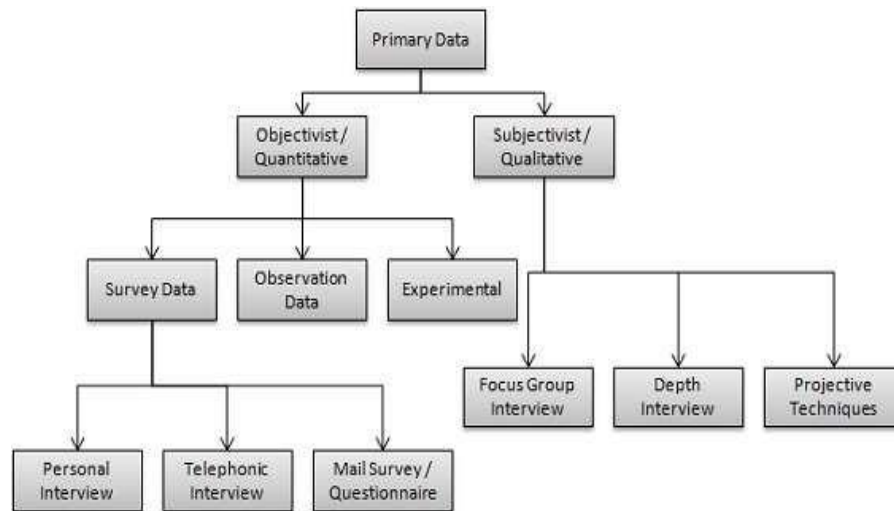 Primary Data
Objectivist /
Quantitative
Subjectivist /
Qualitative
Survey Data
Observation
Data
Experimental
Focus Group
Interview
Depth
Interview
Projective
Techniques
Personal
Interview
Telephonic
Interview
Mail Survey /
Questionnaire